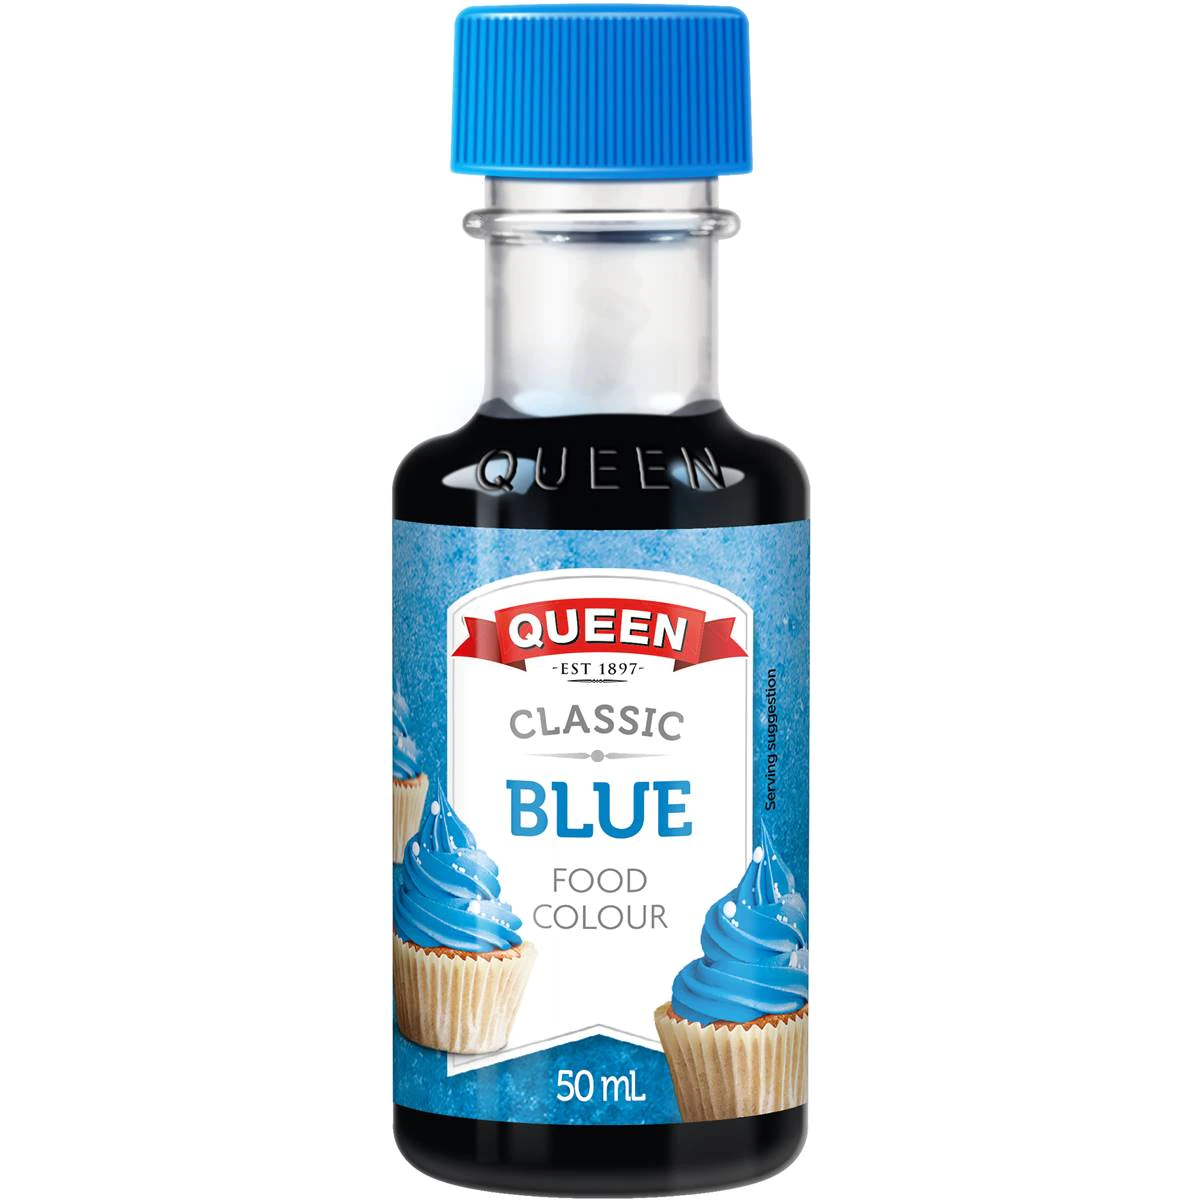 QUEEN
QUEEN
-EST 1897-
CLASSIC
BLUE
FOOD
COLOUR
Serving suggestion
50 mL